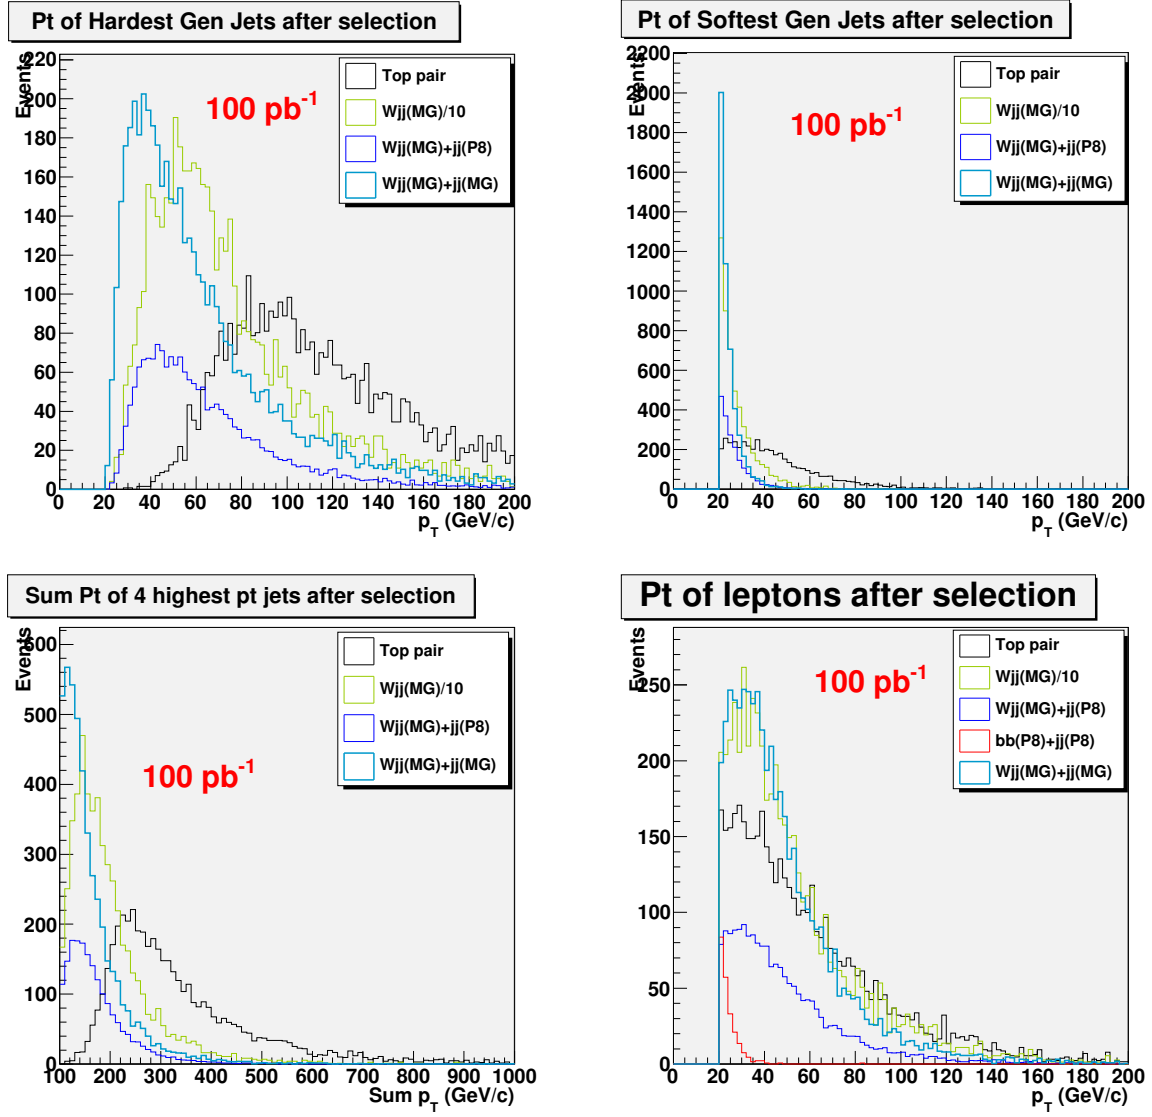 Pt of Hardest Gen Jets after selection
Events
220
200
180
160
140
120
100
80
60
40
20
0
100 pb-1
Top pair
Wjj(MG)/10
Wjj(MG)+jj(P8)
Wjj(MG)+jj(MG)
0 20 40 60 80 100 120 140 160 180 200
pT (GeV/c)
Pt of Softest Gen Jets after selection
Events
2200
2000
1800
1600
1400
1200
1000
800
600
400
200
0
100 pb-1
Top pair
Wjj(MG)/10
Wjj(MG)+jj(P8)
Wjj(MG)+jj(MG)
0 20 40 60 80 100 120 140 160 180 200
pT (GeV/c)
Sum Pt of 4 highest pt jets after selection
Events
600
500
400
300
200
100
0
100 pb-1
Top pair
Wjj(MG)/10
Wjj(MG)+jj(P8)
Wjj(MG)+jj(MG)
100 200 300 400 500 600 700 800 900 1000
Sum pT (GeV/c)
Pt of leptons after selection
Events
250
200
150
100
50
0
100 pb-1
Top pair
Wjj(MG)/10
Wjj(MG)+jj(P8)
bb(P8)+jj(P8)
Wjj(MG)+jj(MG)
0 20 40 60 80 100 120 140 160 180 200
pT (GeV/c)